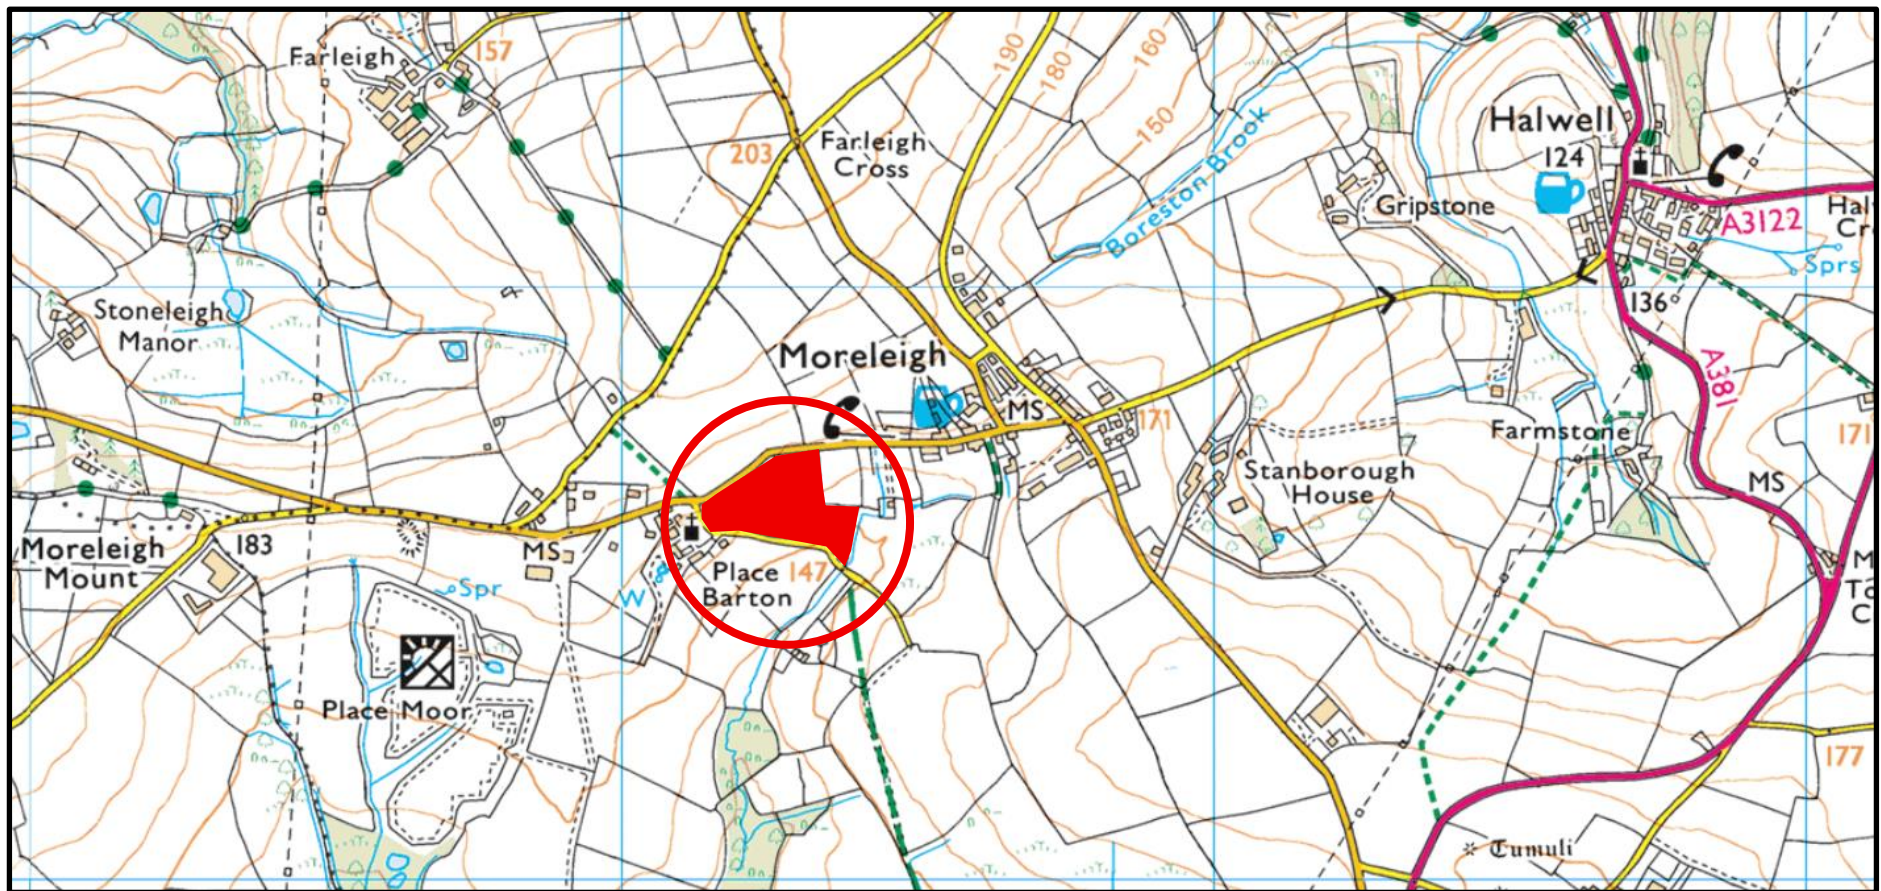 Farleigh
157
203
Farleigh
Cross
190
180
160
150
Boreston Brook
Halwell
124
Gripstone
A3122
Sprs
136
Stoneleigh
Manor
Moreleigh
MS
171
A381
Farmstone
171
Stanborough
House
MS
Moreleigh
Mount
183
MS
Spr
W
Place
Barton
147
Place Moor
177
Tumuli